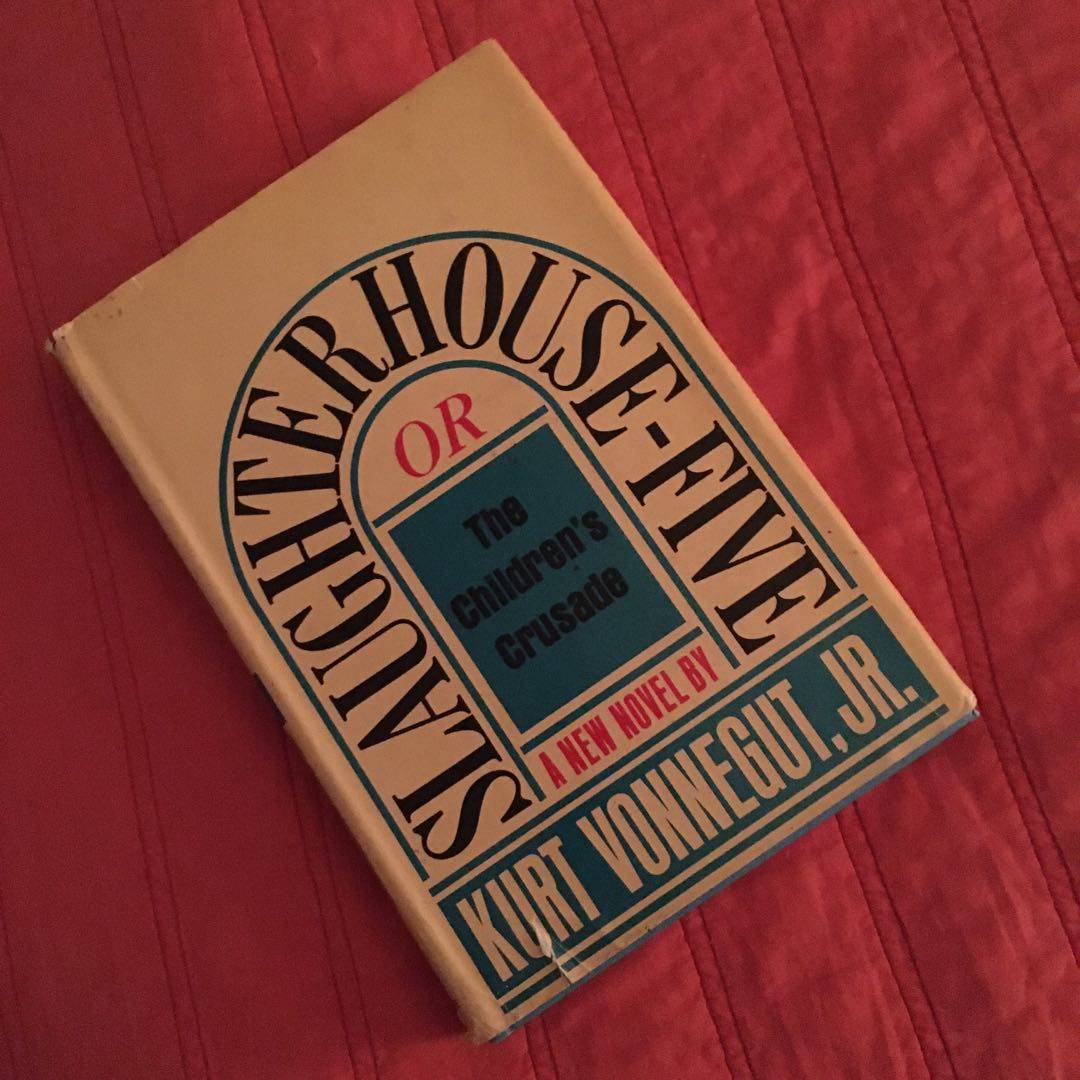 SLAUGHTERHOUSE-FIVE
OR
The
Children's
Crusade
A NEW NOVEL BY
KURT VONNEGUT, JR.